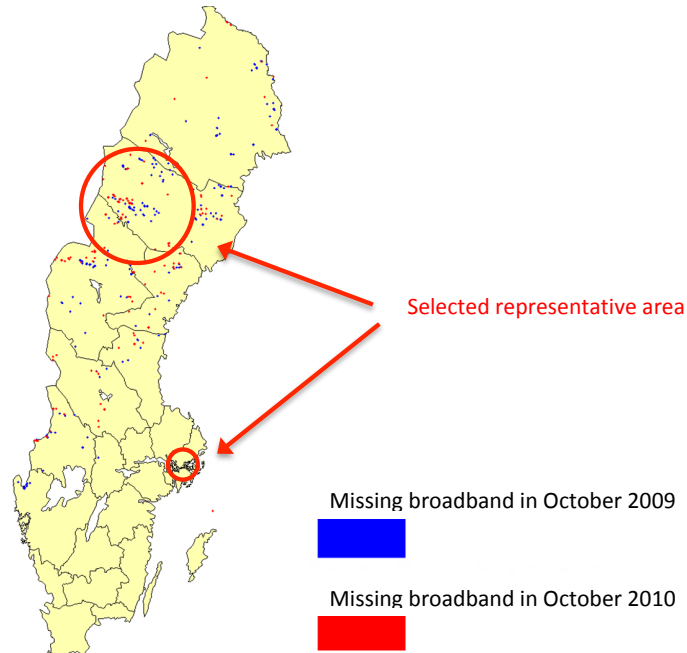 Selected representative area
Missing broadband in October 2009
Missing broadband in October 2010